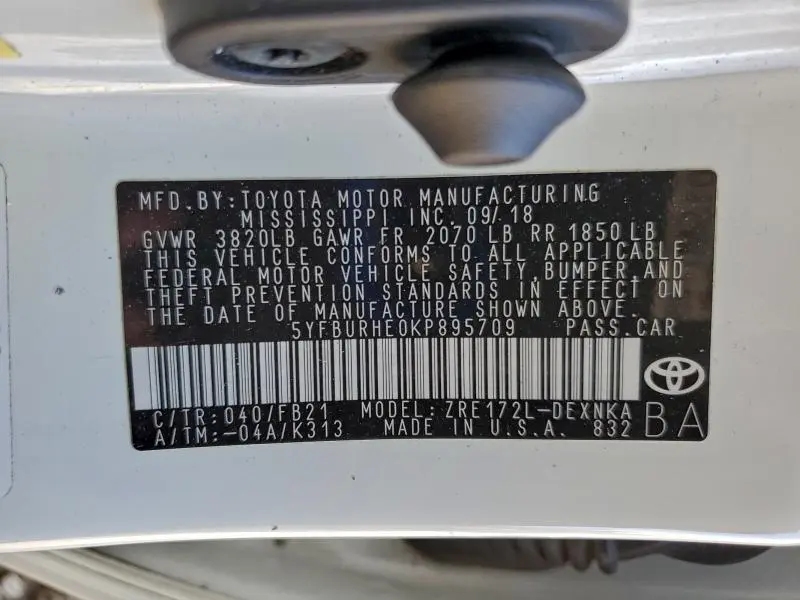 MFD. BY: TOYOTA MOTOR MANUFACTURING
MISSISSIPPI INC. 09/18
GVWR 3820LB GAWR FR 2070 LB RR 1850 LB
THIS VEHICLE CONFORMS TO ALL APPLICABLE
FEDERAL MOTOR VEHICLE SAFETY, BUMPER, AND
THEFT PREVENTION STANDARDS IN EFFECT ON
THE DATE OF MANUFACTURE SHOWN ABOVE.
5YFBURHE0KP895709 PASS. CAR
C/TR: 040/FB21 MODEL: ZRE172L-DEXNKA
A/TM: -04A/K313 MADE IN U.S.A. 832
BA